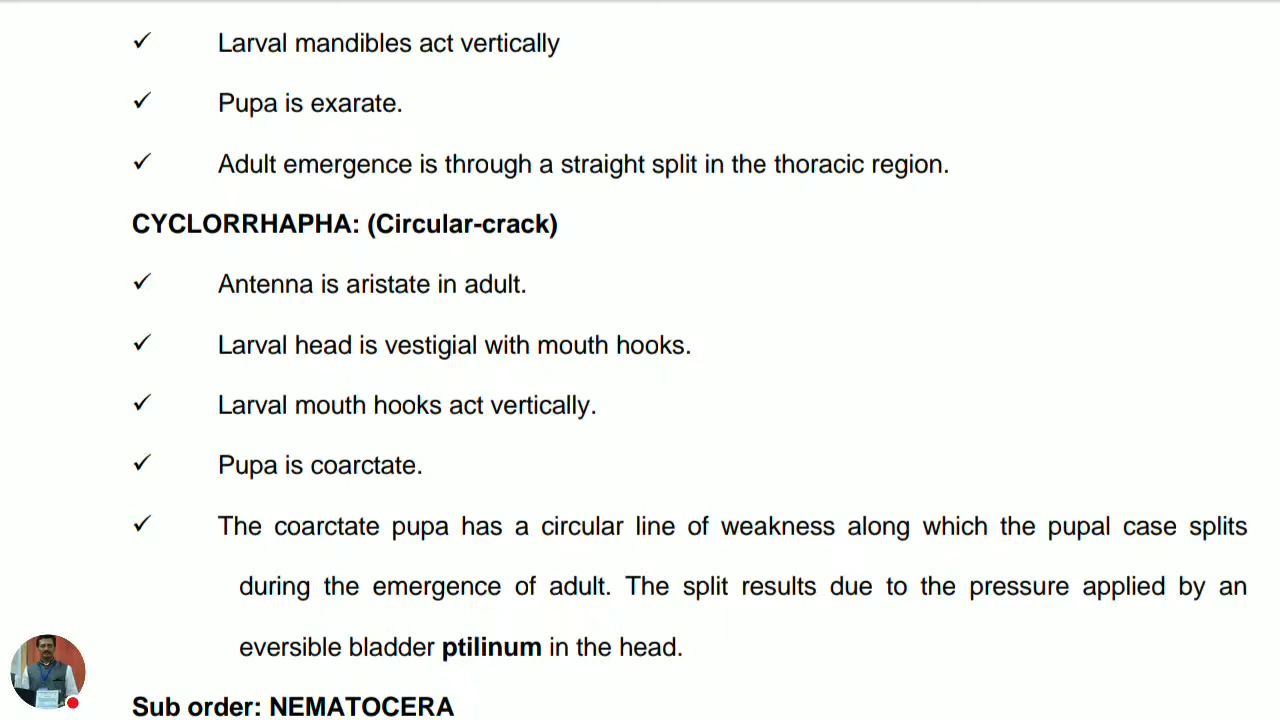 ✓ Larval mandibles act vertically
✓ Pupa is exarate.
✓ Adult emergence is through a straight split in the thoracic region.
CYCLORRHAPHA: (Circular-crack)
✓ Antenna is aristate in adult.
✓ Larval head is vestigial with mouth hooks.
✓ Larval mouth hooks act vertically.
✓ Pupa is coarctate.
✓ The coarctate pupa has a circular line of weakness along which the pupal case splits
during the emergence of adult. The split results due to the pressure applied by an
eversible bladder ptilinum in the head.
Sub order: NEMATOCERA